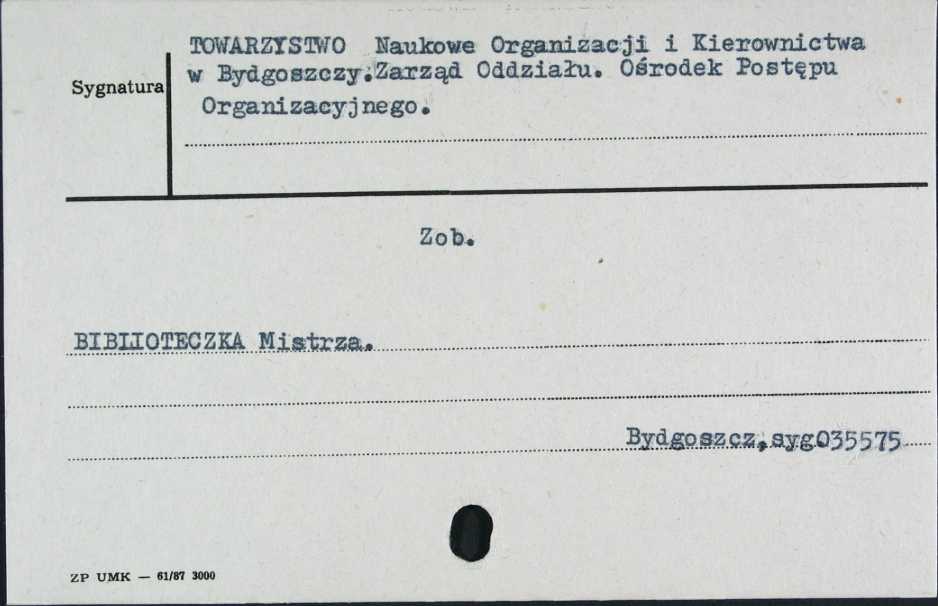 TOWARZYSTWO Naukowe Organizacji i Kierownictwa
w Bydgoszczy.Zarząd Oddziału. Ośrodek Postępu
Sygnatura
Organizacyjnego.
Zob.
BIBLIOTECZKA Mistrza.
Bydgoszcz,syg035575
ZP UMK — 61/87 3000